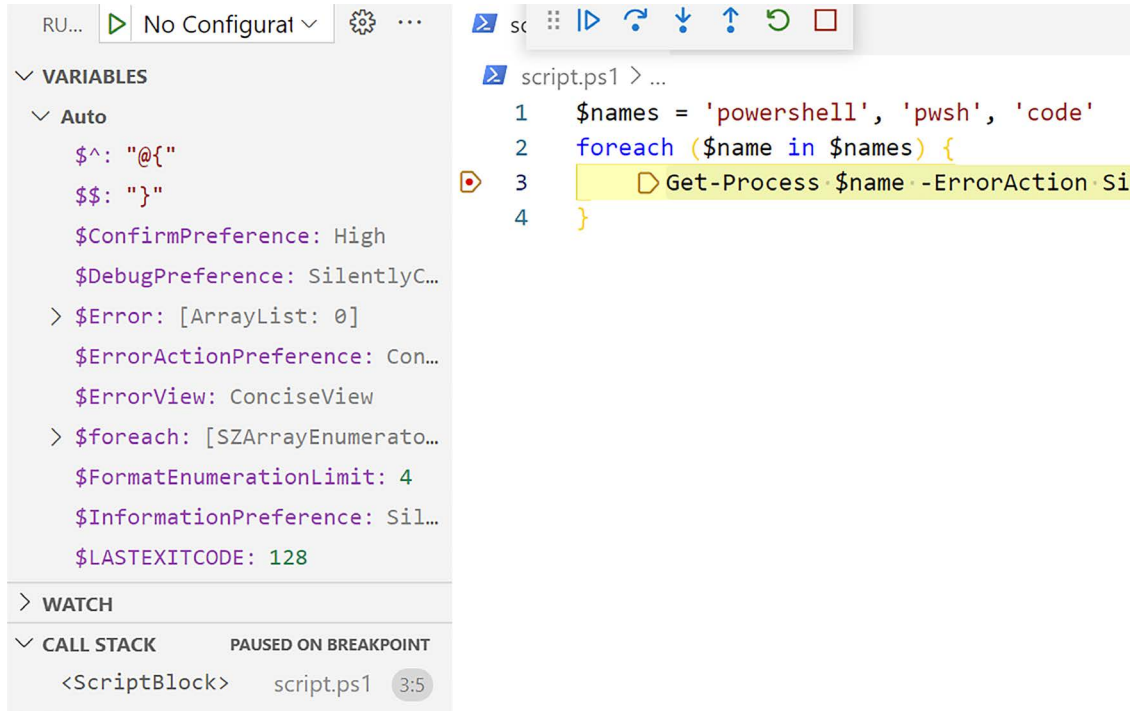 RU... No Configurat
VARIABLES
Auto
$^: "@{"
$$: "}"
$ConfirmPreference: High
$DebugPreference: SilentlyC…
$Error: [ArrayList: 0]
$ErrorActionPreference: Con…
$ErrorView: ConciseView
$foreach: [SZArrayEnumerato…
$FormatEnumerationLimit: 4
$InformationPreference: Sil…
$LASTEXITCODE: 128
WATCH
CALL STACK PAUSED ON BREAKPOINT
<ScriptBlock> script.ps1 3:5
sc
script.ps1 > ...
1 $names = 'powershell', 'pwsh', 'code'
2 foreach ($name in $names) {
3 Get-Process $name -ErrorAction Si
4 }